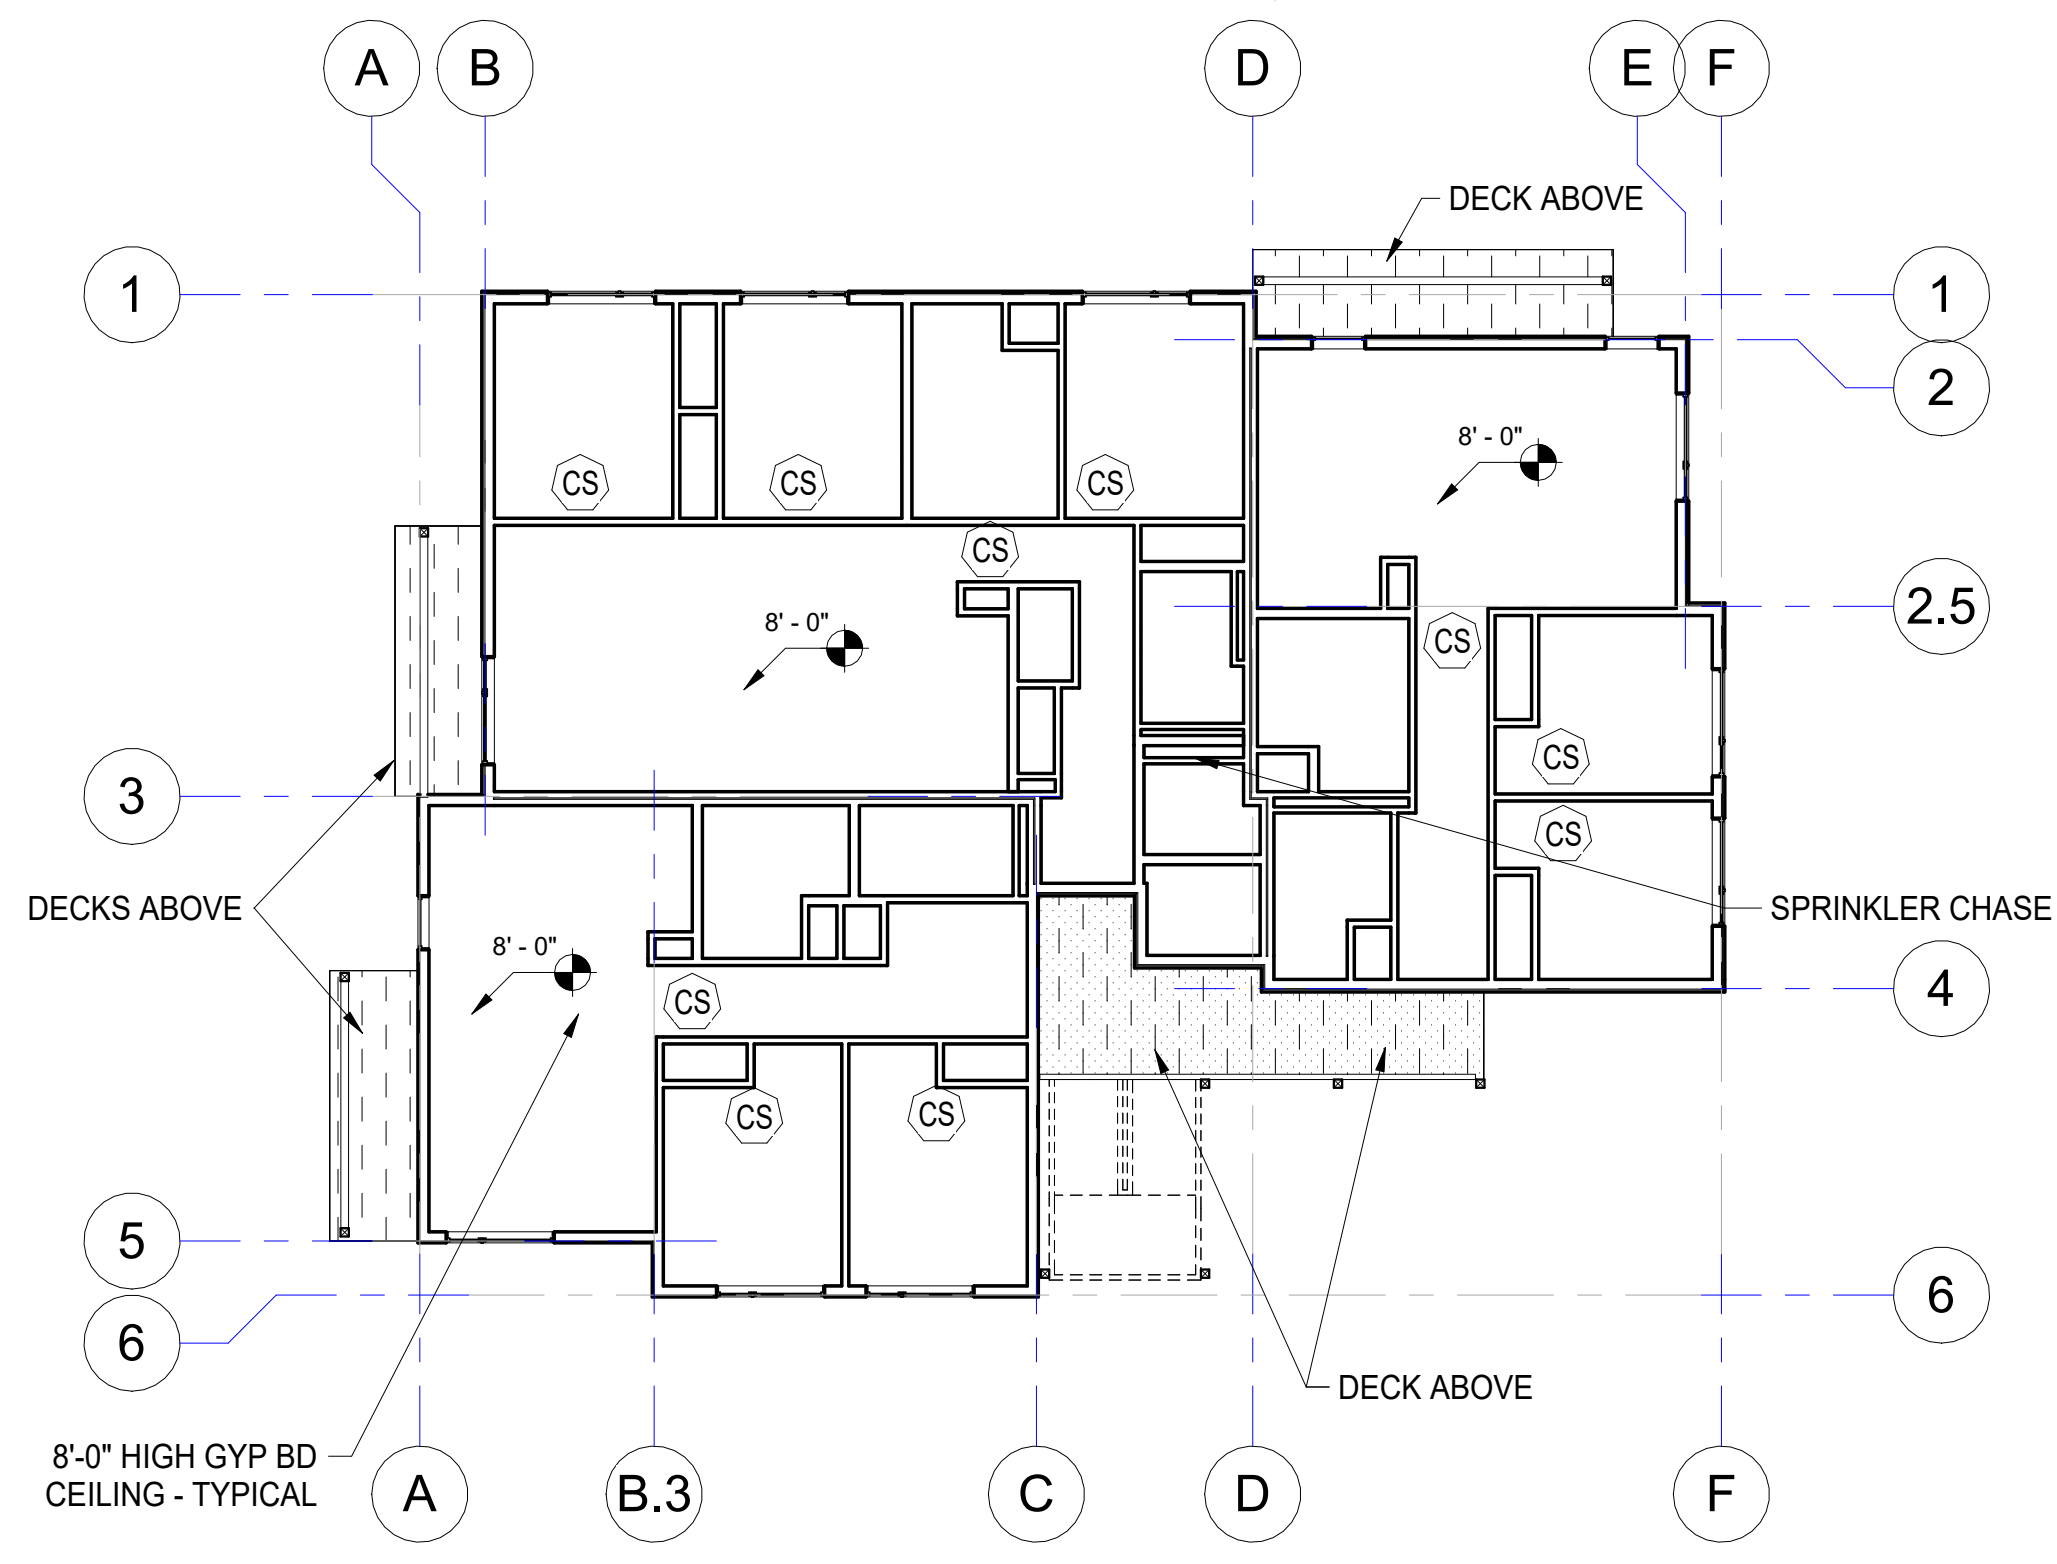 A
B
D
E
F
DECK ABOVE
1
1
2
8' - 0"
CS
CS
CS
CS
8' - 0"
2.5
CS
CS
3
CS
DECKS ABOVE
SPRINKLER CHASE
8' - 0"
CS
4
CS
CS
5
6
6
DECK ABOVE
8'-0" HIGH GYP BD
CEILING - TYPICAL
A
B.3
C
D
F